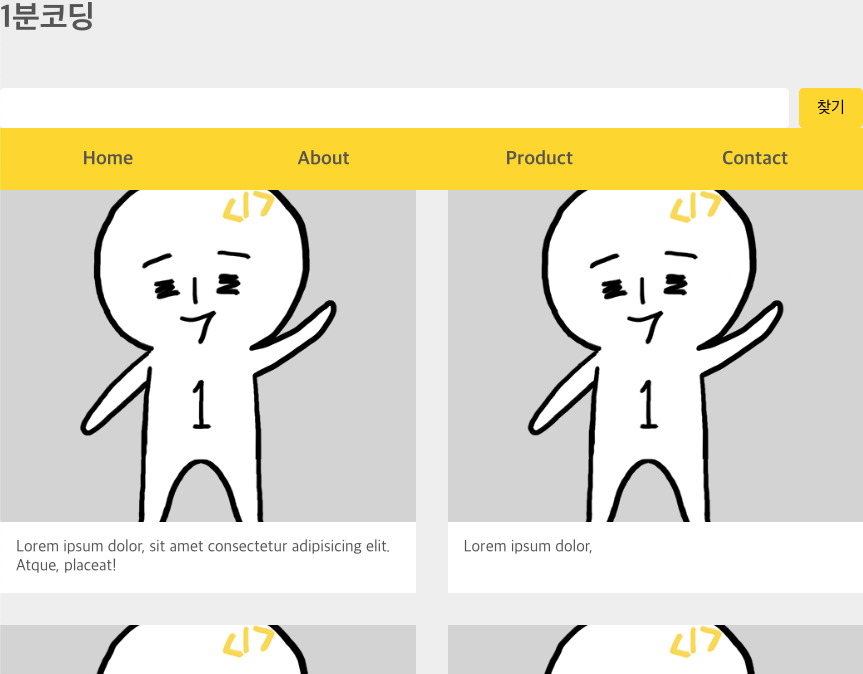 1분코딩
찾기
Home About Product Contact
</> </>
1 1
Lorem ipsum dolor, sit amet consectetur adipisicing elit. Atque, placeat!
Lorem ipsum dolor,
</> </>